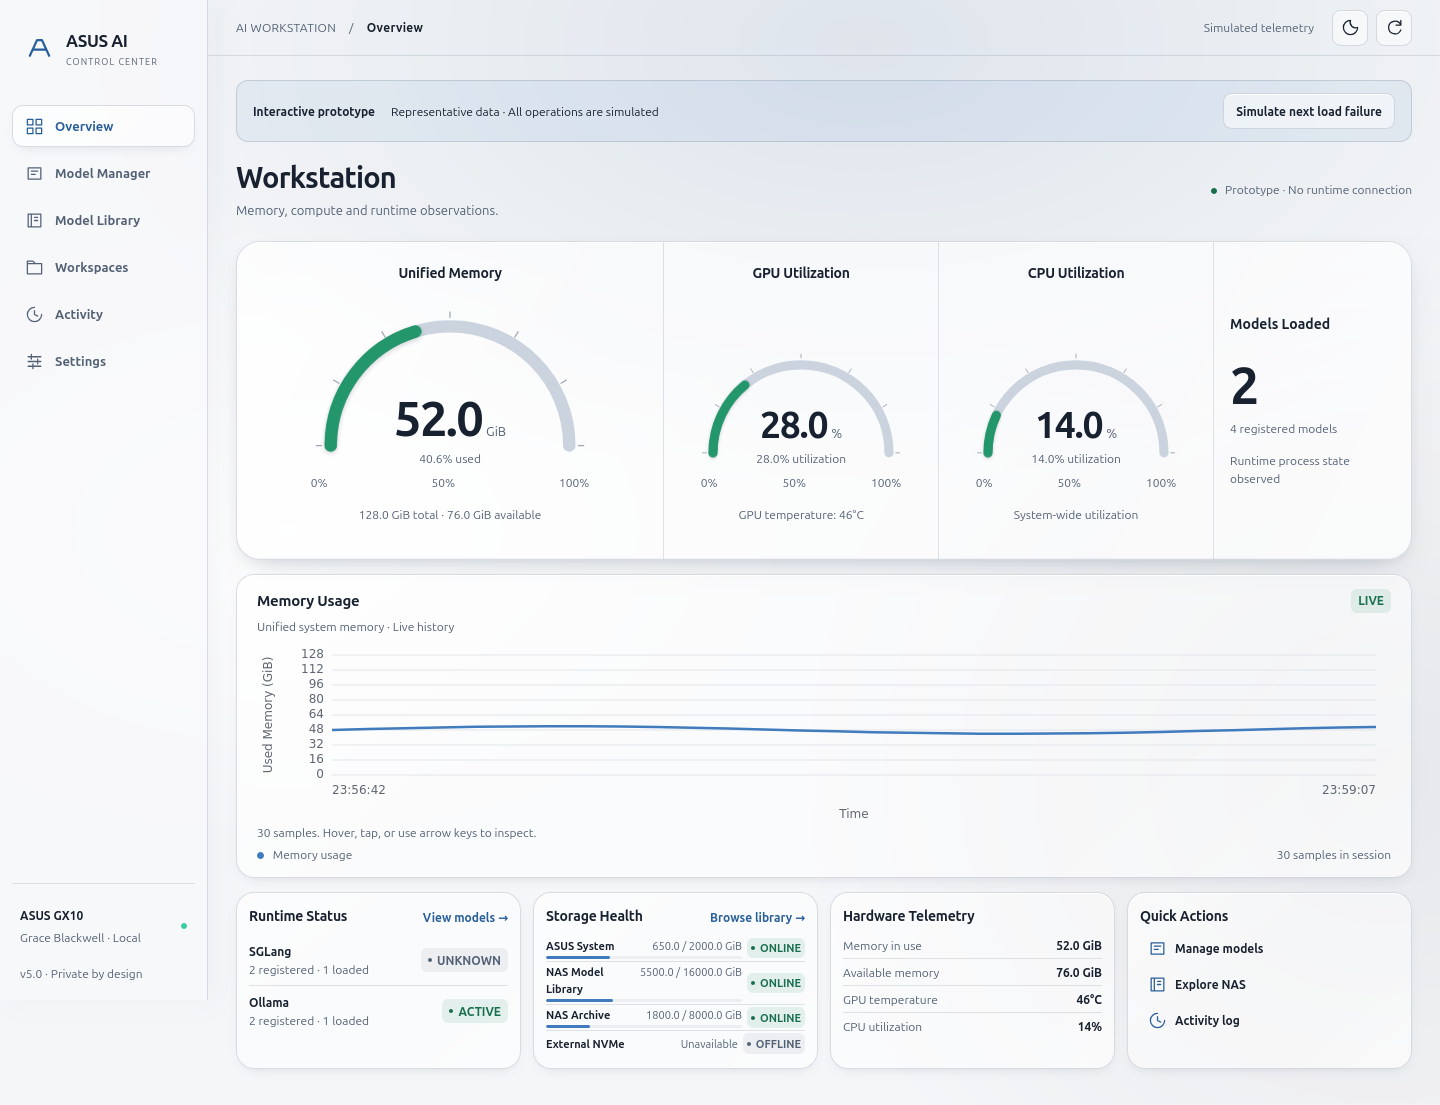 ASUS AI
CONTROL CENTER
Overview
Model Manager
Model Library
Workspaces
Activity
Settings
ASUS GX10
Grace Blackwell · Local
v5.0 · Private by design
AI WORKSTATION / Overview
Simulated telemetry
Interactive prototype Representative data · All operations are simulated
Simulate next load failure
Workstation
Memory, compute and runtime observations.
Prototype · No runtime connection
Unified Memory
52.0 GiB
40.6% used
0% 50% 100%
128.0 GiB total · 76.0 GiB available
GPU Utilization
28.0 %
28.0% utilization
0% 50% 100%
GPU temperature: 46°C
CPU Utilization
14.0 %
14.0% utilization
0% 50% 100%
System-wide utilization
Models Loaded
2
4 registered models
Runtime process state
observed
Memory Usage
LIVE
Unified system memory · Live history
Used Memory (GiB)
128
112
96
80
64
48
32
16
0
23:56:42 23:59:07
Time
30 samples. Hover, tap, or use arrow keys to inspect.
Memory usage
30 samples in session
Runtime Status
View models →
SGLang
2 registered · 1 loaded
UNKNOWN
Ollama
2 registered · 1 loaded
ACTIVE
Storage Health
Browse library →
ASUS System 650.0 / 2000.0 GiB ONLINE
NAS Model
Library
5500.0 / 16000.0 GiB ONLINE
NAS Archive 1800.0 / 8000.0 GiB ONLINE
External NVMe Unavailable OFFLINE
Hardware Telemetry
Memory in use 52.0 GiB
Available memory 76.0 GiB
GPU temperature 46°C
CPU utilization 14%
Quick Actions
Manage models
Explore NAS
Activity log